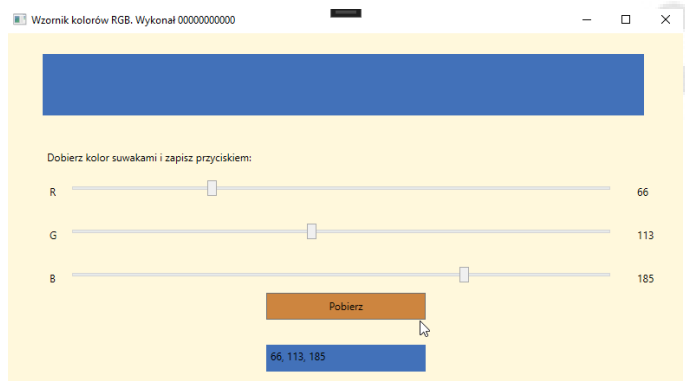 Wzornik kolorów RGB. Wykonał 00000000000
Dobierz kolor suwakami i zapisz przyciskiem:
R 66
G 113
B 185
Pobierz
66, 113, 185